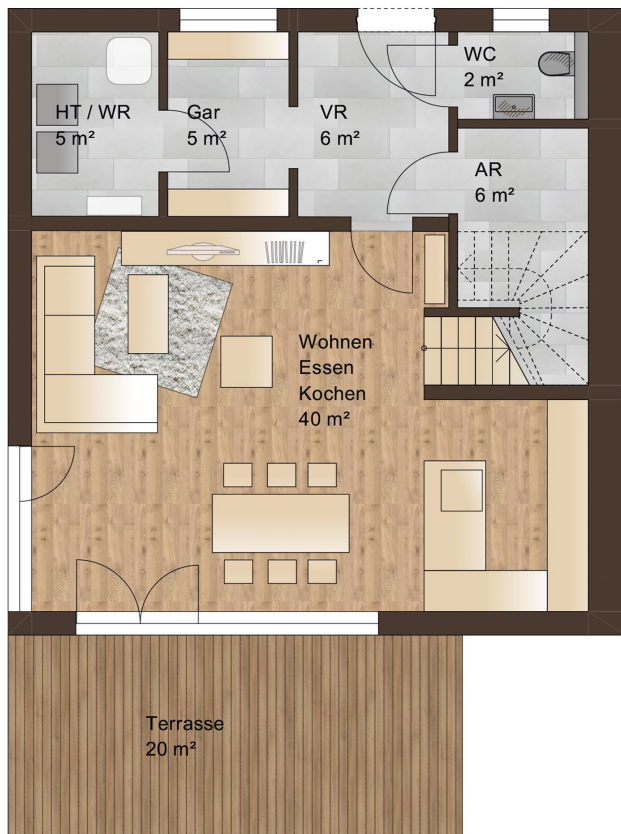 WC
2 m²
HT / WR
5 m²
Gar
5 m²
VR
6 m²
AR
6 m²
Wohnen
Essen
Kochen
40 m²
Terrasse
20 m²